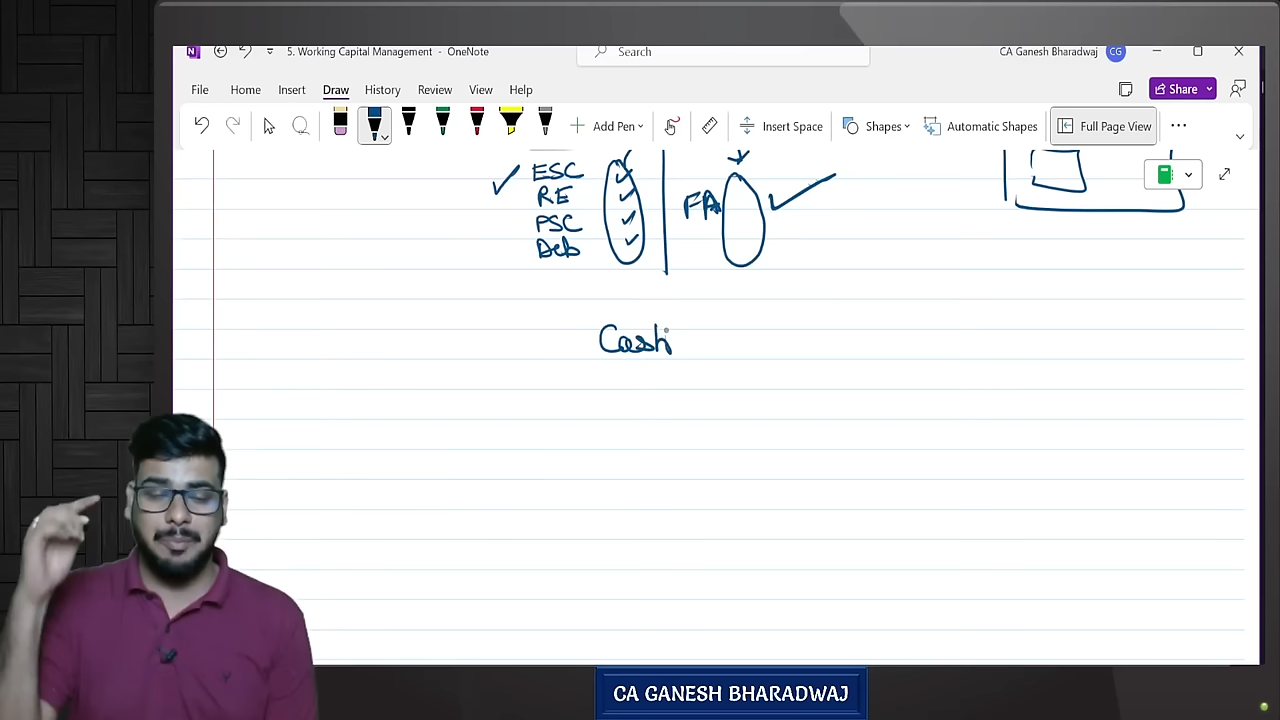 5. Working Capital Management - OneNote
Search
CA Ganesh Bharadwaj CG
File Home Insert Draw History Review View Help
Share
Add Pen
Insert Space
Shapes
Automatic Shapes
Full Page View
ESC
RE
PSC
Deb
FA
Cash
CA GANESH BHARADWAJ